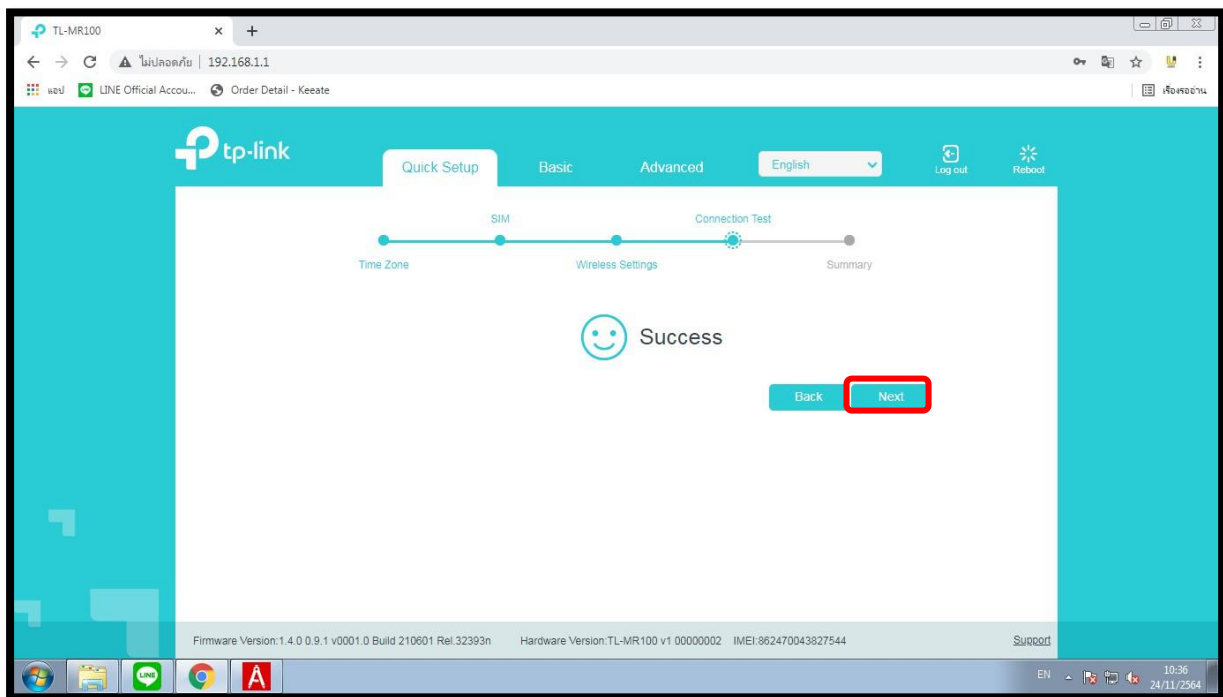 TL-MR100
ไม่ปลอดภัย | 192.168.1.1
แอป LINE Official Accou... Order Detail - Keeate เรื่องรออ่าน
tp-link
Quick Setup Basic Advanced English Log out Reboot
SIM Connection Test
Time Zone Wireless Settings Summary
Success
Back Next
Firmware Version:1.4.0 0.9.1 v0001.0 Build 210601 Rel.32393n Hardware Version:TL-MR100 v1 00000002 IMEI:862470043827544 Support
LINE
EN 10:36
24/11/2564